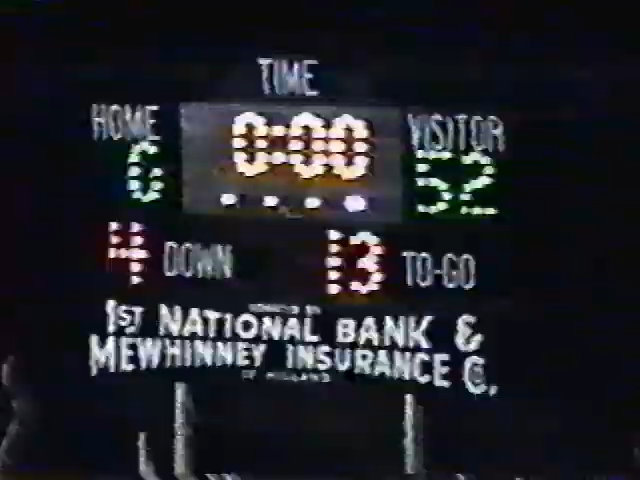 TIME
HOME 0:00 VISITOR
6 52
4 DOWN 13 TO-GO
1ST NATIONAL BANK &
MEWHINNEY INSURANCE Co.